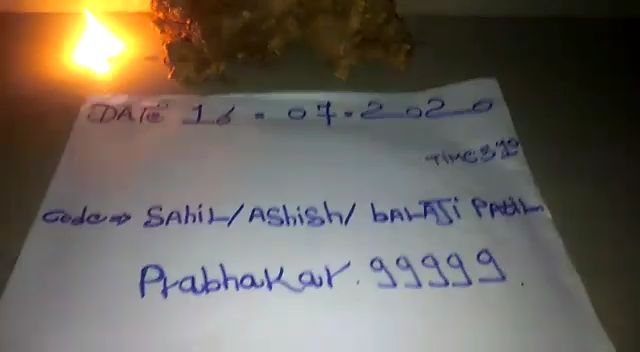 DATE 16-07-2020
TIME
Code⇒ SAhiL/AShiSh/ bALAJi PAtiL
PrabhaKar. 99999.